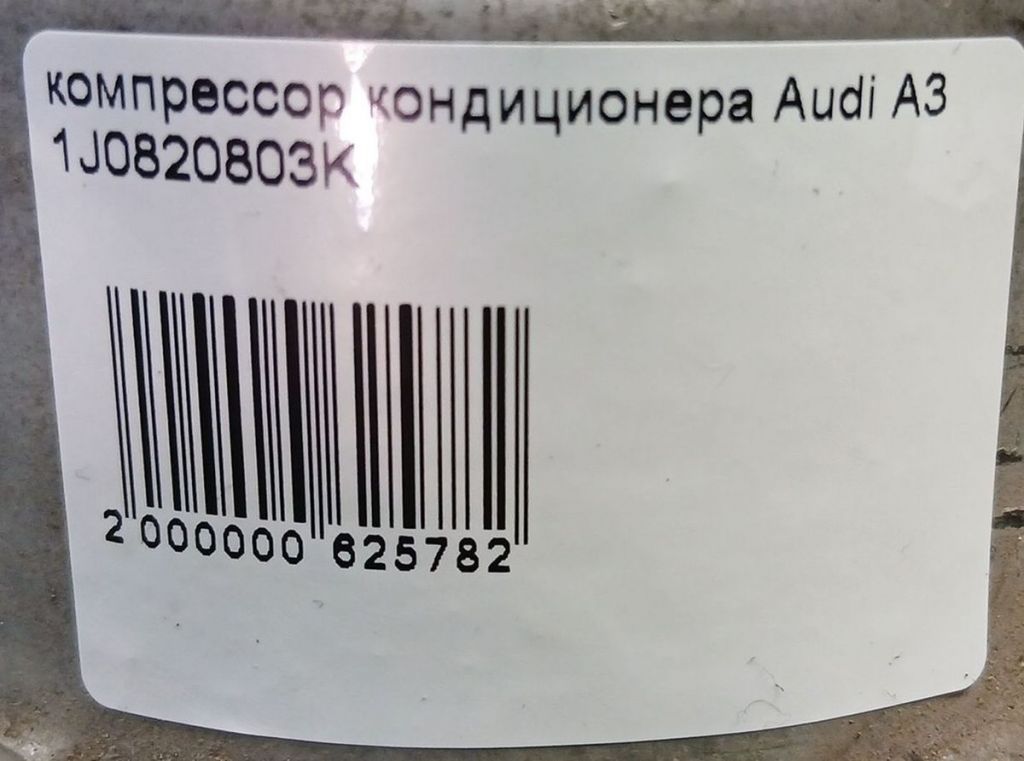 компрессор кондиционера Audi A3
1J0820803K
2 000000 625782